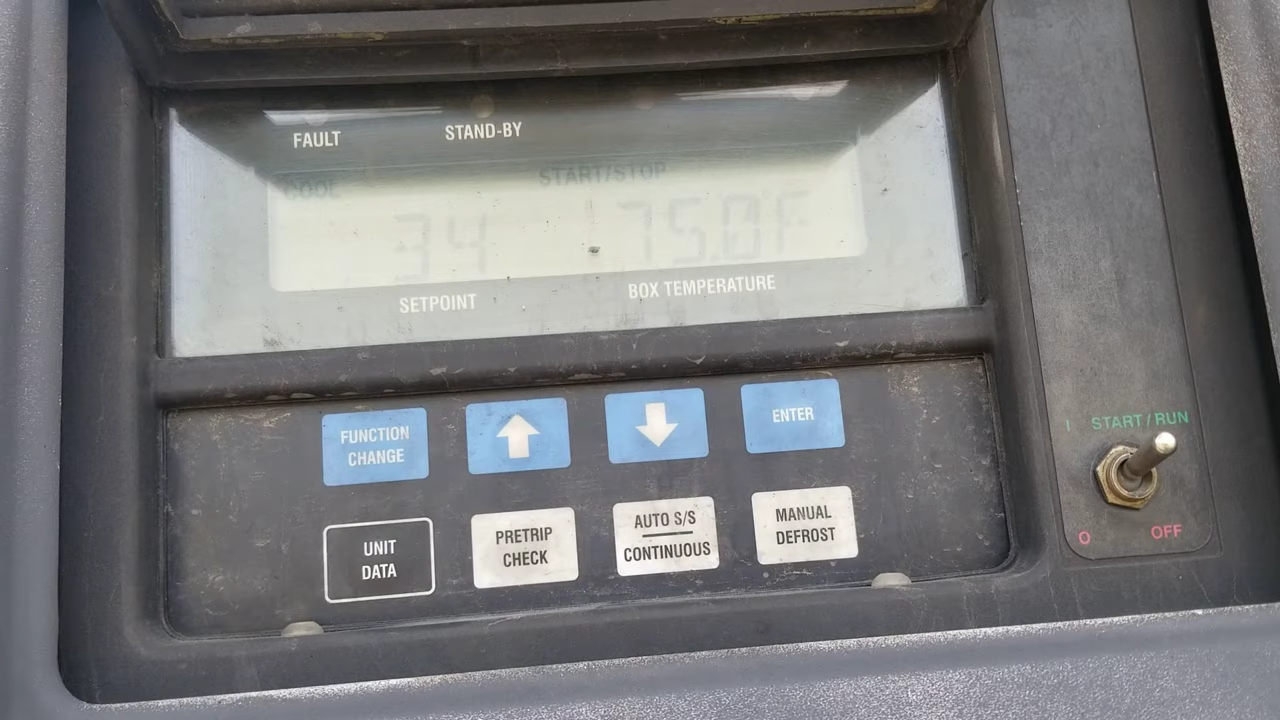 FAULT STAND-BY
COOL START/STOP
34 75.0°F
SETPOINT BOX TEMPERATURE
FUNCTION
CHANGE
ENTER
UNIT
DATA
PRETRIP
CHECK
AUTO S/S
CONTINUOUS
MANUAL
DEFROST
I START/RUN
O OFF